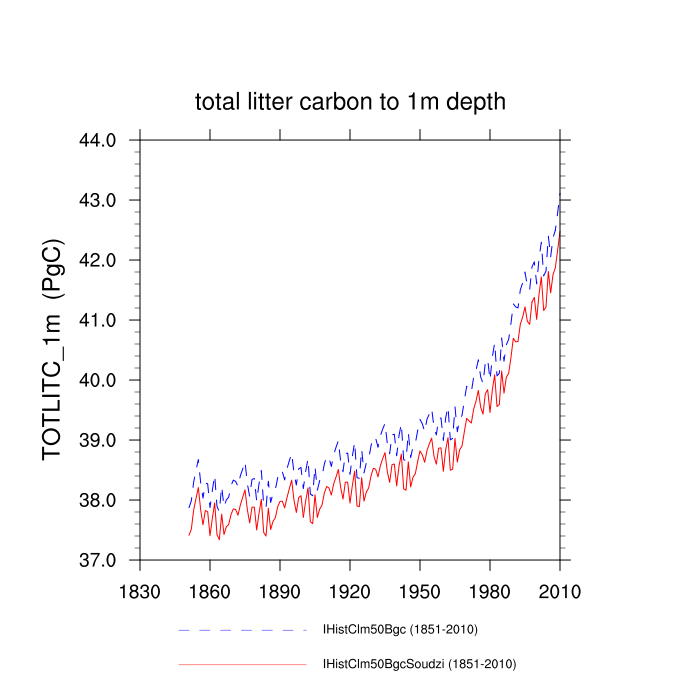 total litter carbon to 1m depth
TOTLITC_1m (PgC)
44.0
43.0
42.0
41.0
40.0
39.0
38.0
37.0
1830 1860 1890 1920 1950 1980 2010
IHistClm50Bgc (1851-2010)
IHistClm50BgcSoudzi (1851-2010)